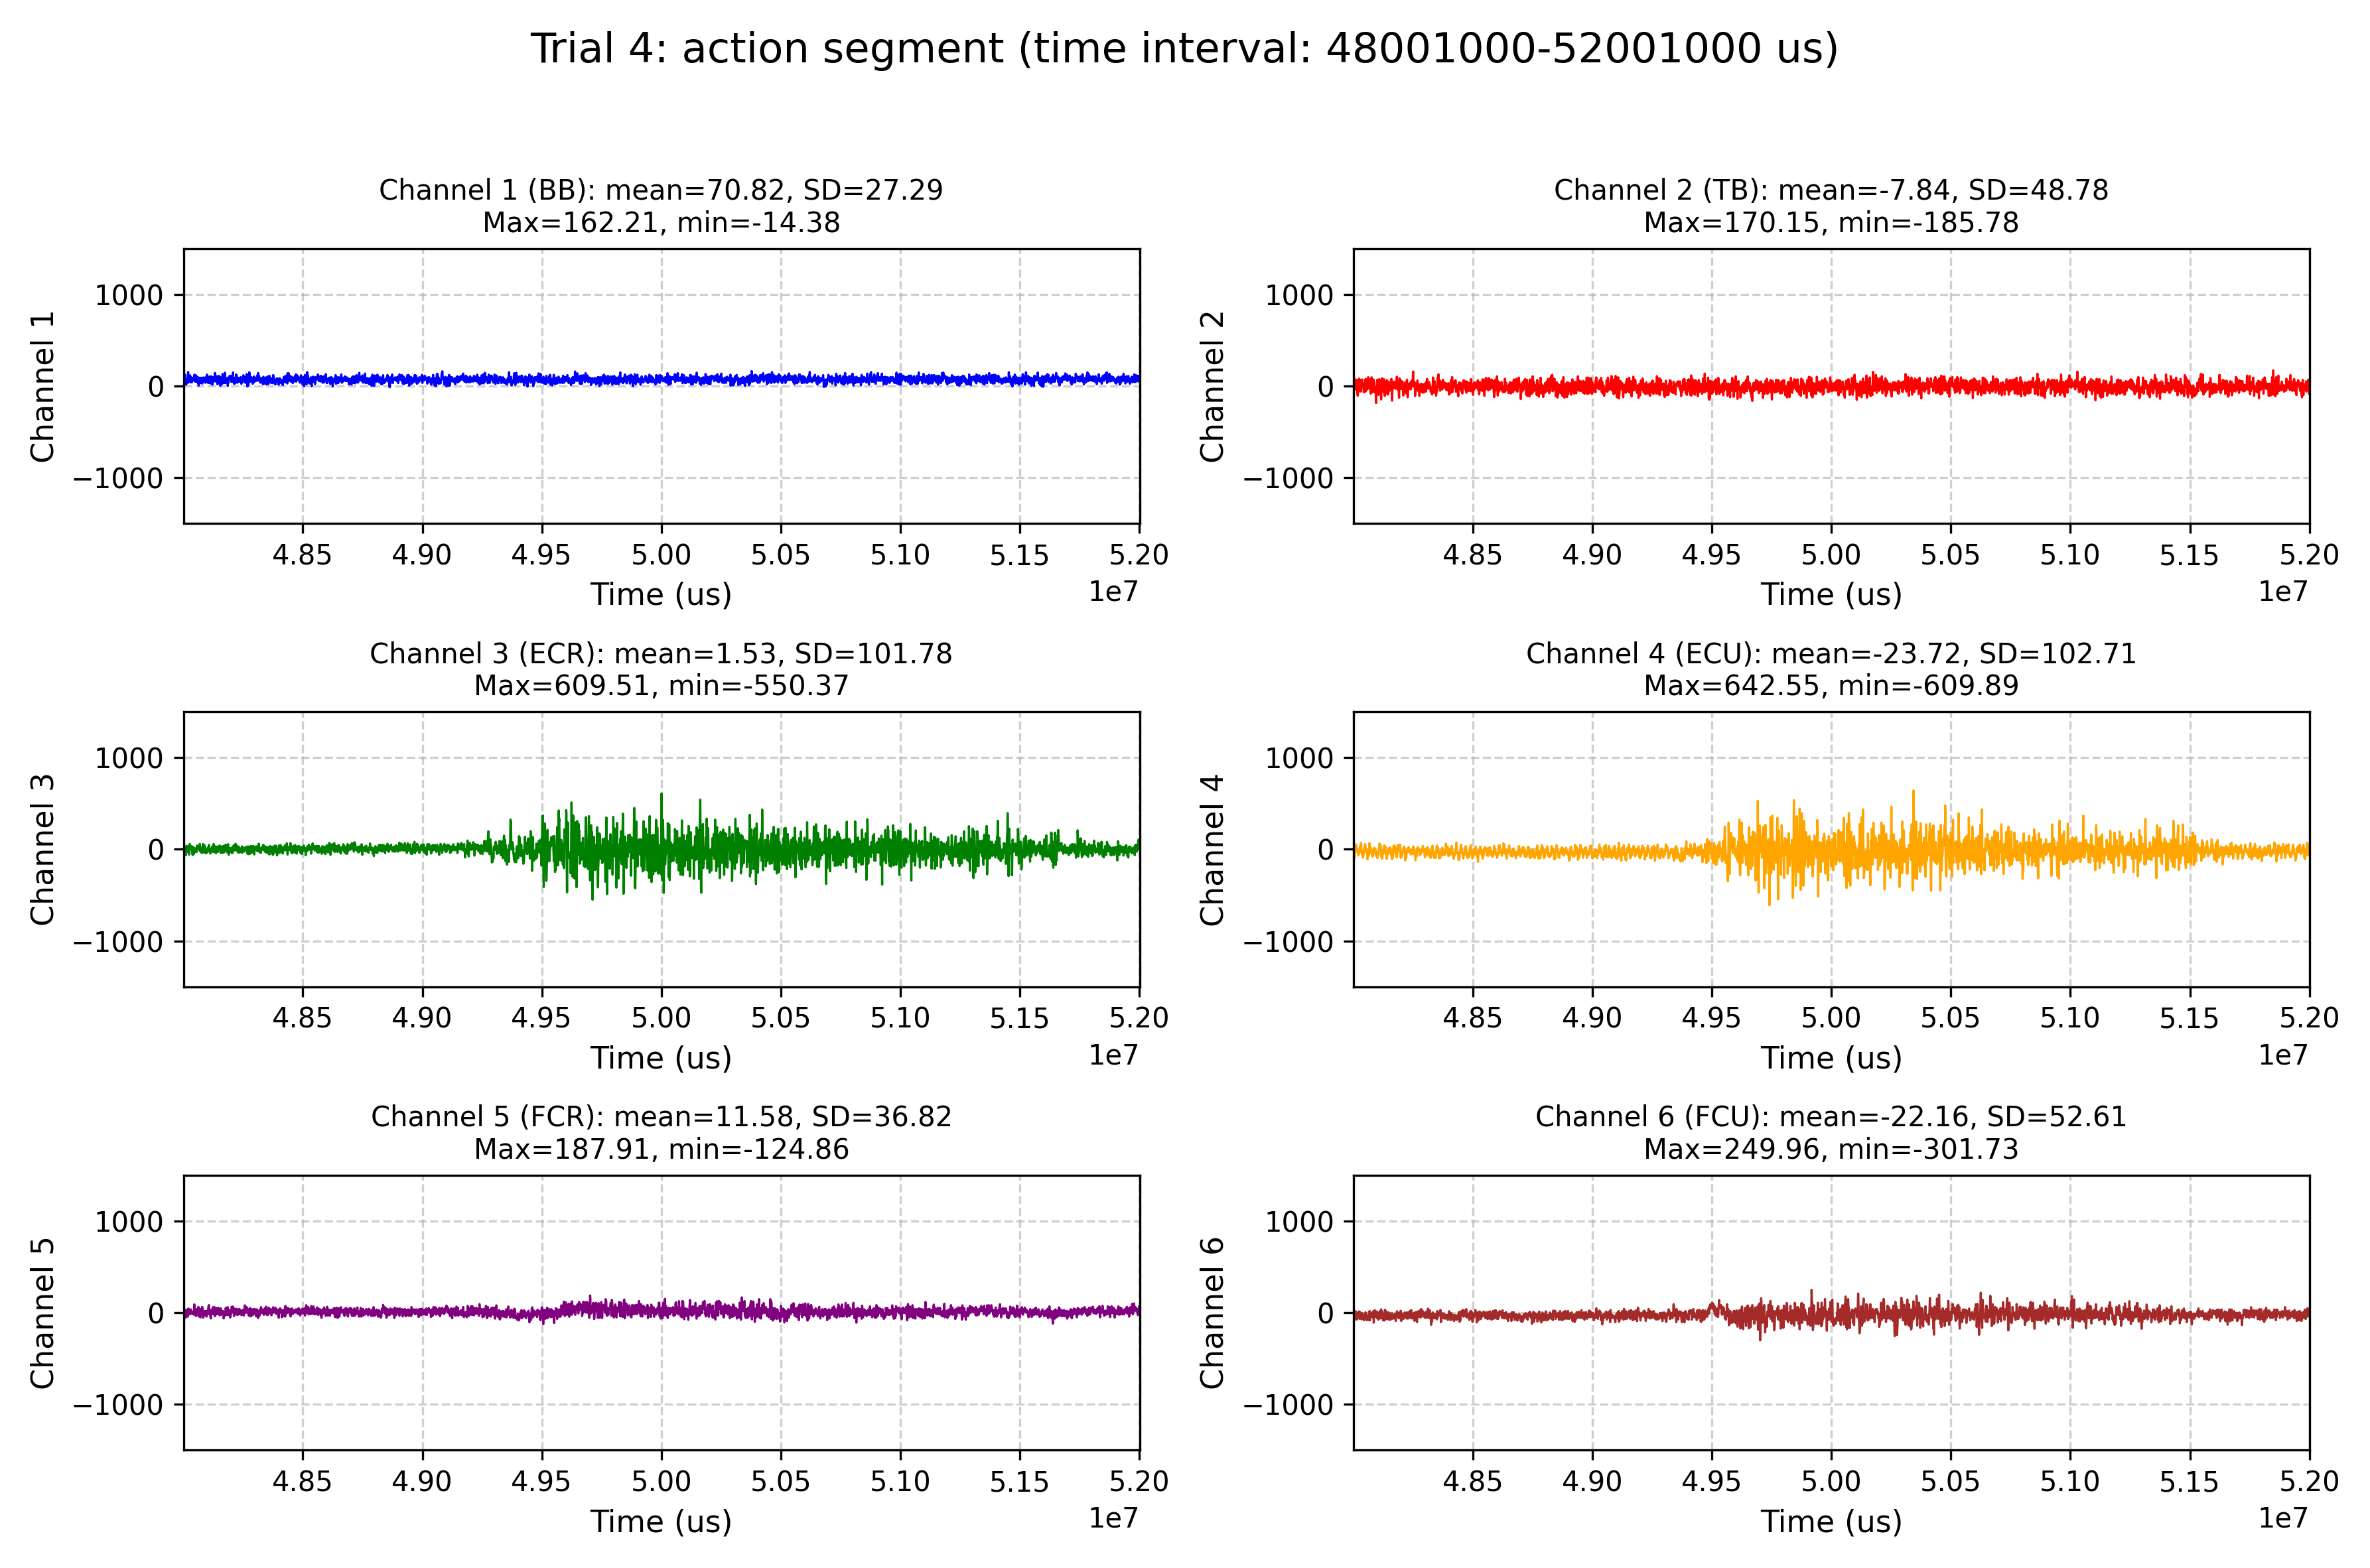 Trial 4: action segment (time interval: 48001000-52001000 us)
Channel 1 (BB): mean=70.82, SD=27.29
Max=162.21, min=-14.38
Channel 1
1000
0
−1000
4.85 4.90 4.95 5.00 5.05 5.10 5.15 5.20
Time (us)
1e7
Channel 2 (TB): mean=-7.84, SD=48.78
Max=170.15, min=-185.78
Channel 2
1000
0
−1000
4.85 4.90 4.95 5.00 5.05 5.10 5.15 5.20
Time (us)
1e7
Channel 3 (ECR): mean=1.53, SD=101.78
Max=609.51, min=-550.37
Channel 3
1000
0
−1000
4.85 4.90 4.95 5.00 5.05 5.10 5.15 5.20
Time (us)
1e7
Channel 4 (ECU): mean=-23.72, SD=102.71
Max=642.55, min=-609.89
Channel 4
1000
0
−1000
4.85 4.90 4.95 5.00 5.05 5.10 5.15 5.20
Time (us)
1e7
Channel 5 (FCR): mean=11.58, SD=36.82
Max=187.91, min=-124.86
Channel 5
1000
0
−1000
4.85 4.90 4.95 5.00 5.05 5.10 5.15 5.20
Time (us)
1e7
Channel 6 (FCU): mean=-22.16, SD=52.61
Max=249.96, min=-301.73
Channel 6
1000
0
−1000
4.85 4.90 4.95 5.00 5.05 5.10 5.15 5.20
Time (us)
1e7